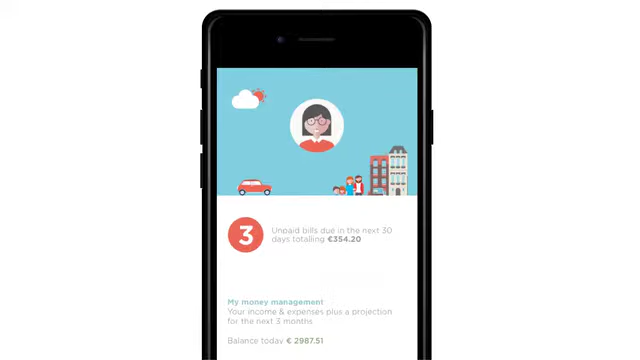 3
Unpaid bills due in the next 30
days totalling €354.20
My money management
Your income & expenses plus a projection
for the next 3 months
Balance today € 2987.51